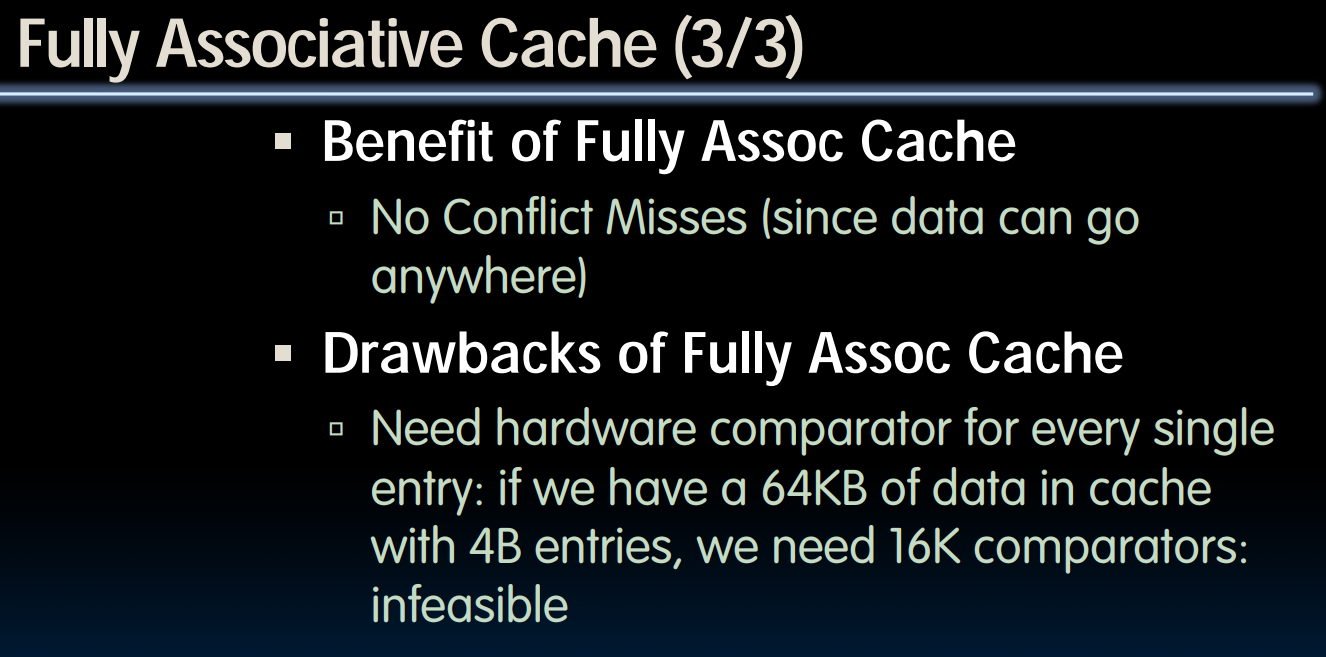 Fully Associative Cache (3/3)
Benefit of Fully Assoc Cache
No Conflict Misses (since data can go
anywhere)
Drawbacks of Fully Assoc Cache
Need hardware comparator for every single
entry: if we have a 64KB of data in cache
with 4B entries, we need 16K comparators:
infeasible